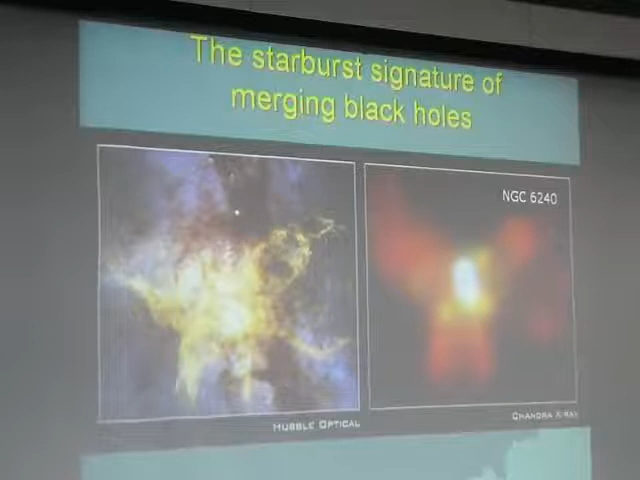 The starburst signature of
merging black holes
NGC 6240
HUBBLE OPTICAL
CHANDRA X-RAY